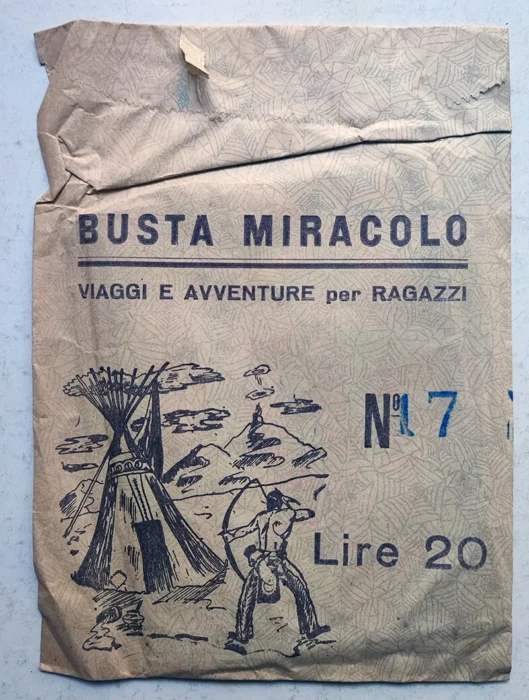 BUSTA MIRACOLO
VIAGGI E AVVENTURE per RAGAZZI
Nº 17
Lire 20